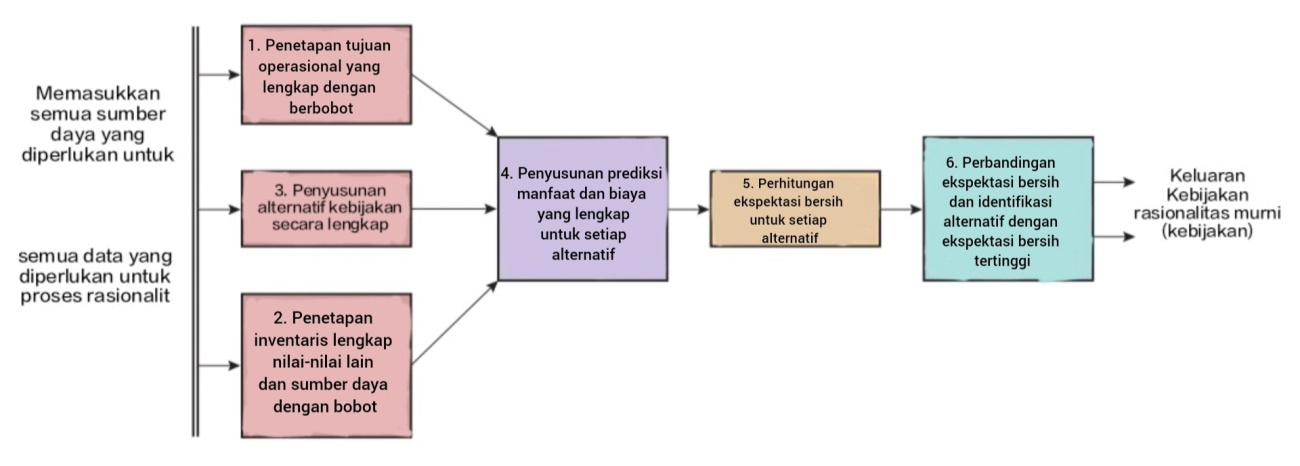 Memasukkan
semua sumber
daya yang
diperlukan untuk
semua data yang
diperlukan untuk
proses rasionalit
1. Penetapan tujuan
operasional yang
lengkap dengan
berbobot
3. Penyusunan
alternatif kebijakan
secara lengkap
2. Penetapan
inventaris lengkap
nilai-nilai lain
dan sumber daya
dengan bobot
4. Penyusunan prediksi
manfaat dan biaya
yang lengkap
untuk setiap
alternatif
5. Perhitungan
ekspektasi bersih
untuk setiap
alternatif
6. Perbandingan
ekspektasi bersih
dan identifikasi
alternatif dengan
ekspektasi bersih
tertinggi
Keluaran
Kebijakan
rasionalitas murni
(kebijakan)